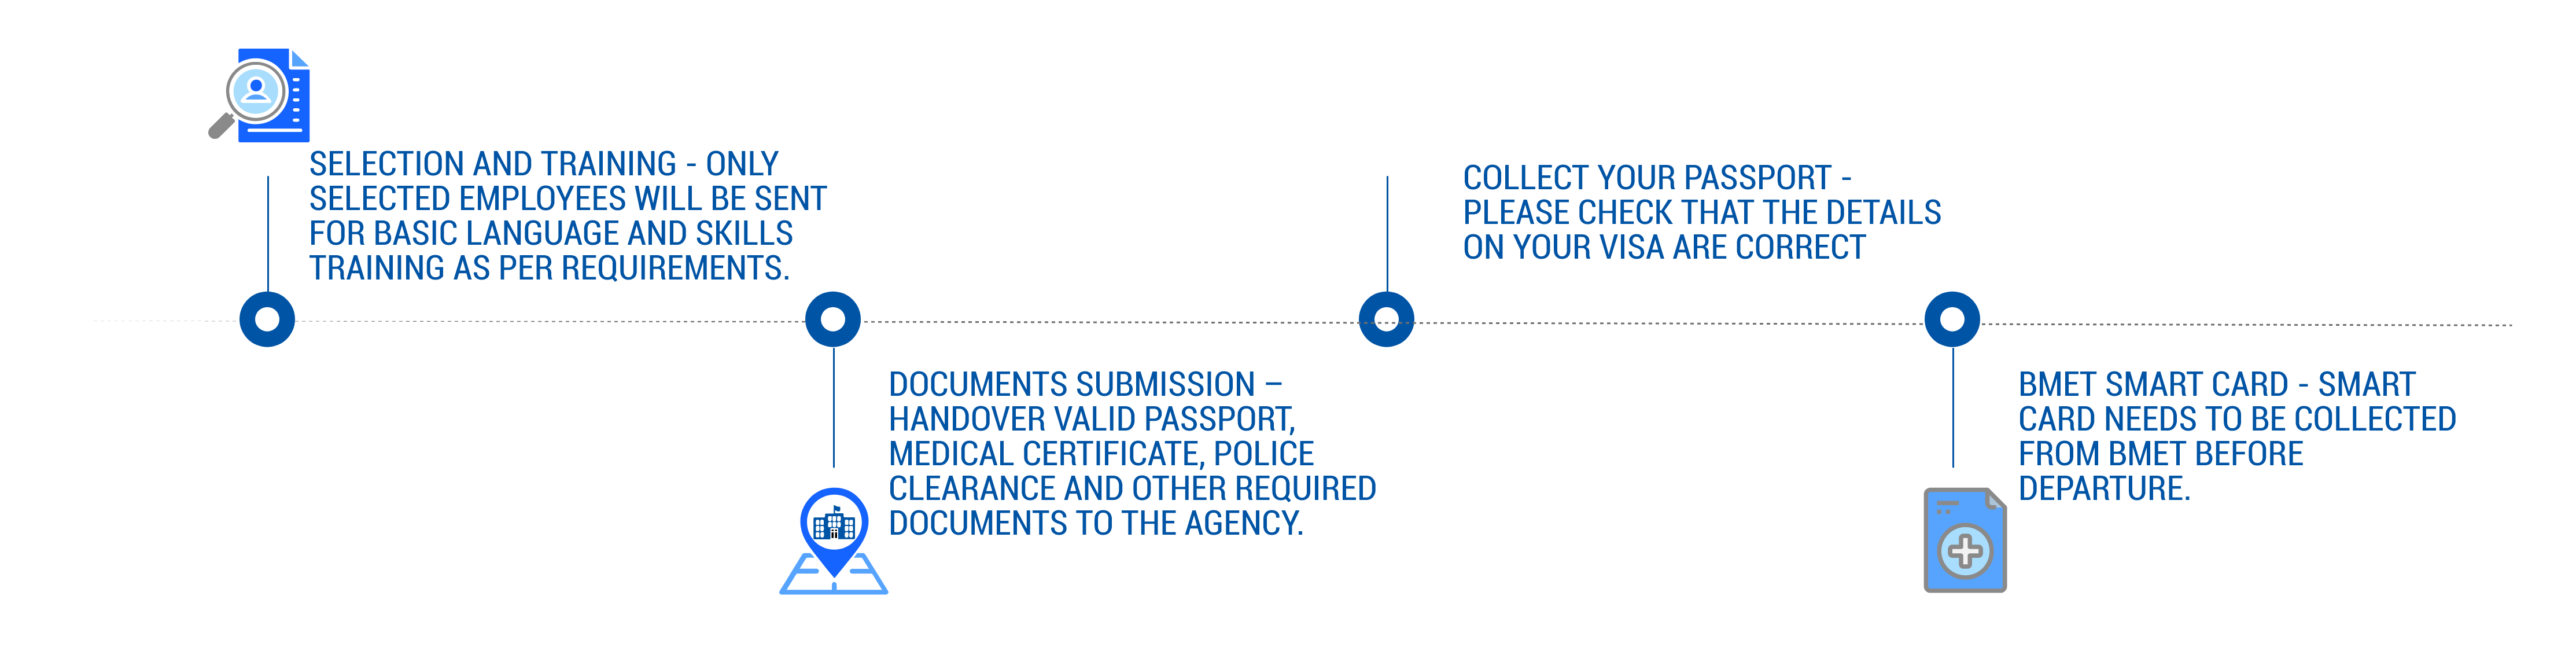 SELECTION AND TRAINING - ONLY
SELECTED EMPLOYEES WILL BE SENT
FOR BASIC LANGUAGE AND SKILLS
TRAINING AS PER REQUIREMENTS.
DOCUMENTS SUBMISSION –
HANDOVER VALID PASSPORT,
MEDICAL CERTIFICATE, POLICE
CLEARANCE AND OTHER REQUIRED
DOCUMENTS TO THE AGENCY.
COLLECT YOUR PASSPORT -
PLEASE CHECK THAT THE DETAILS
ON YOUR VISA ARE CORRECT
BMET SMART CARD - SMART
CARD NEEDS TO BE COLLECTED
FROM BMET BEFORE
DEPARTURE.